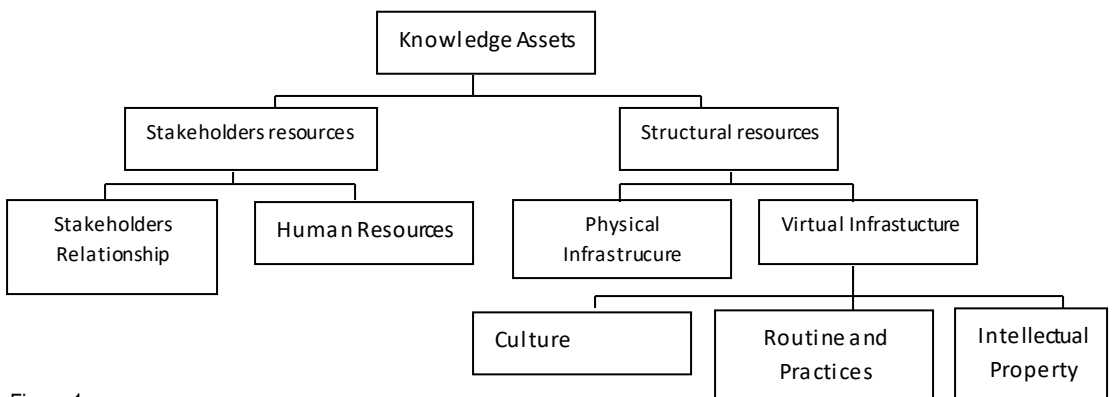 Knowledge Assets
Stakeholders resources
Structural resources
Stakeholders
Relationship
Human Resources
Physical
Infrastrucure
Virtual Infrastucture
Culture
Routine and
Practices
Intellectual
Property